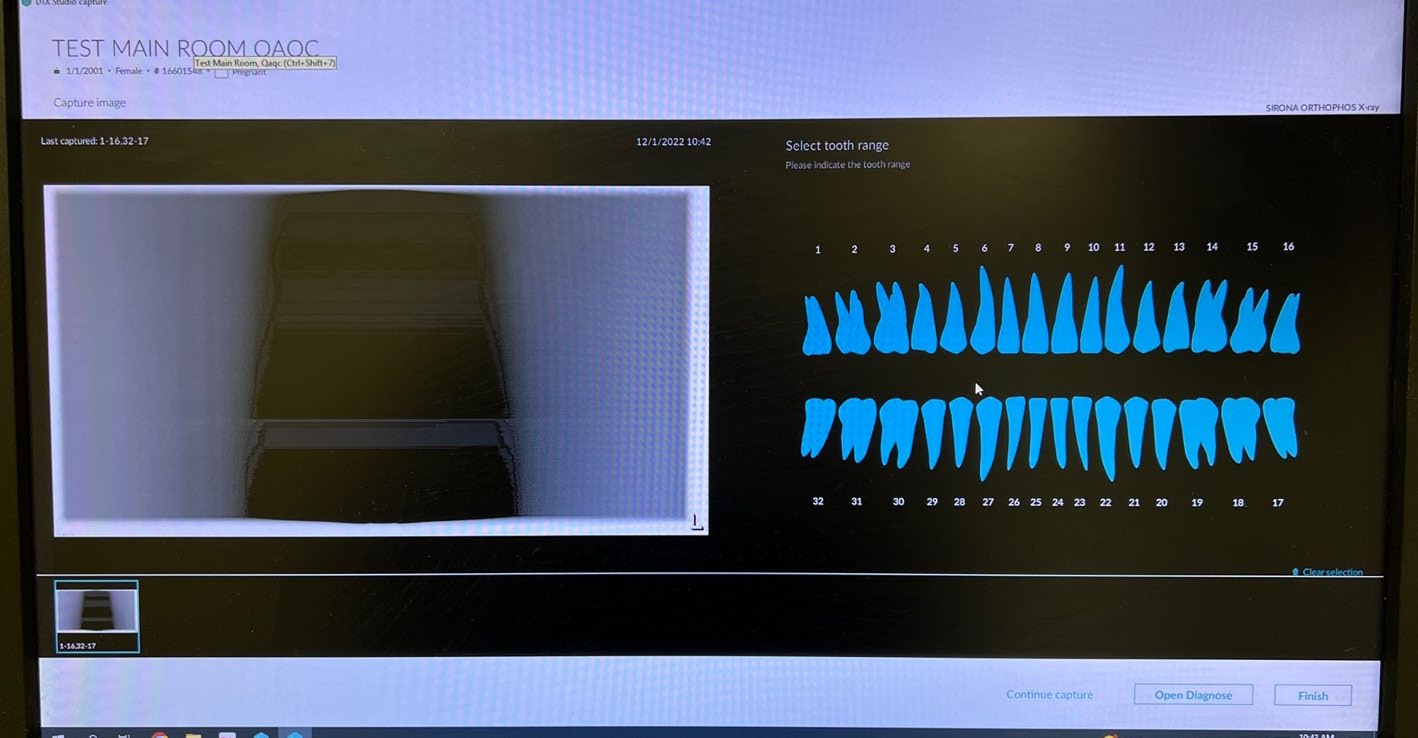 DTX Studio capture
TEST MAIN ROOM QAQC
Test Main Room, Qaqc (Ctrl+Shift+7)
1/1/2001 • Female • # 16601548 • Pregnant
Capture image
SIRONA ORTHOPHOS X-ray
Last captured: 1-16,32-17
12/1/2022 10:42
Select tooth range
Please indicate the tooth range
1 2 3 4 5 6 7 8 9 10 11 12 13 14 15 16
L
32 31 30 29 28 27 26 25 24 23 22 21 20 19 18 17
Clear selection
1-16,32-17
Continue capture
Open Diagnose
Finish
10:42 AM